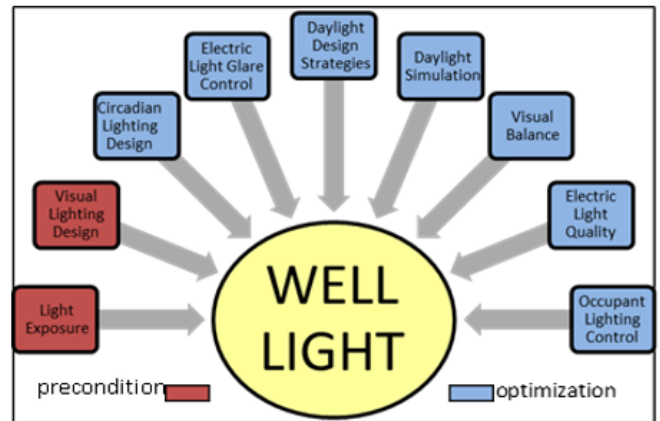 Daylight
Design
Strategies
Electric
Light Glare
Control
Daylight
Simulation
Circadian
Lighting
Design
Visual
Balance
Visual
Lighting
Design
Electric
Light
Quality
Light
Exposure
WELL
LIGHT
Occupant
Lighting
Control
precondition
optimization